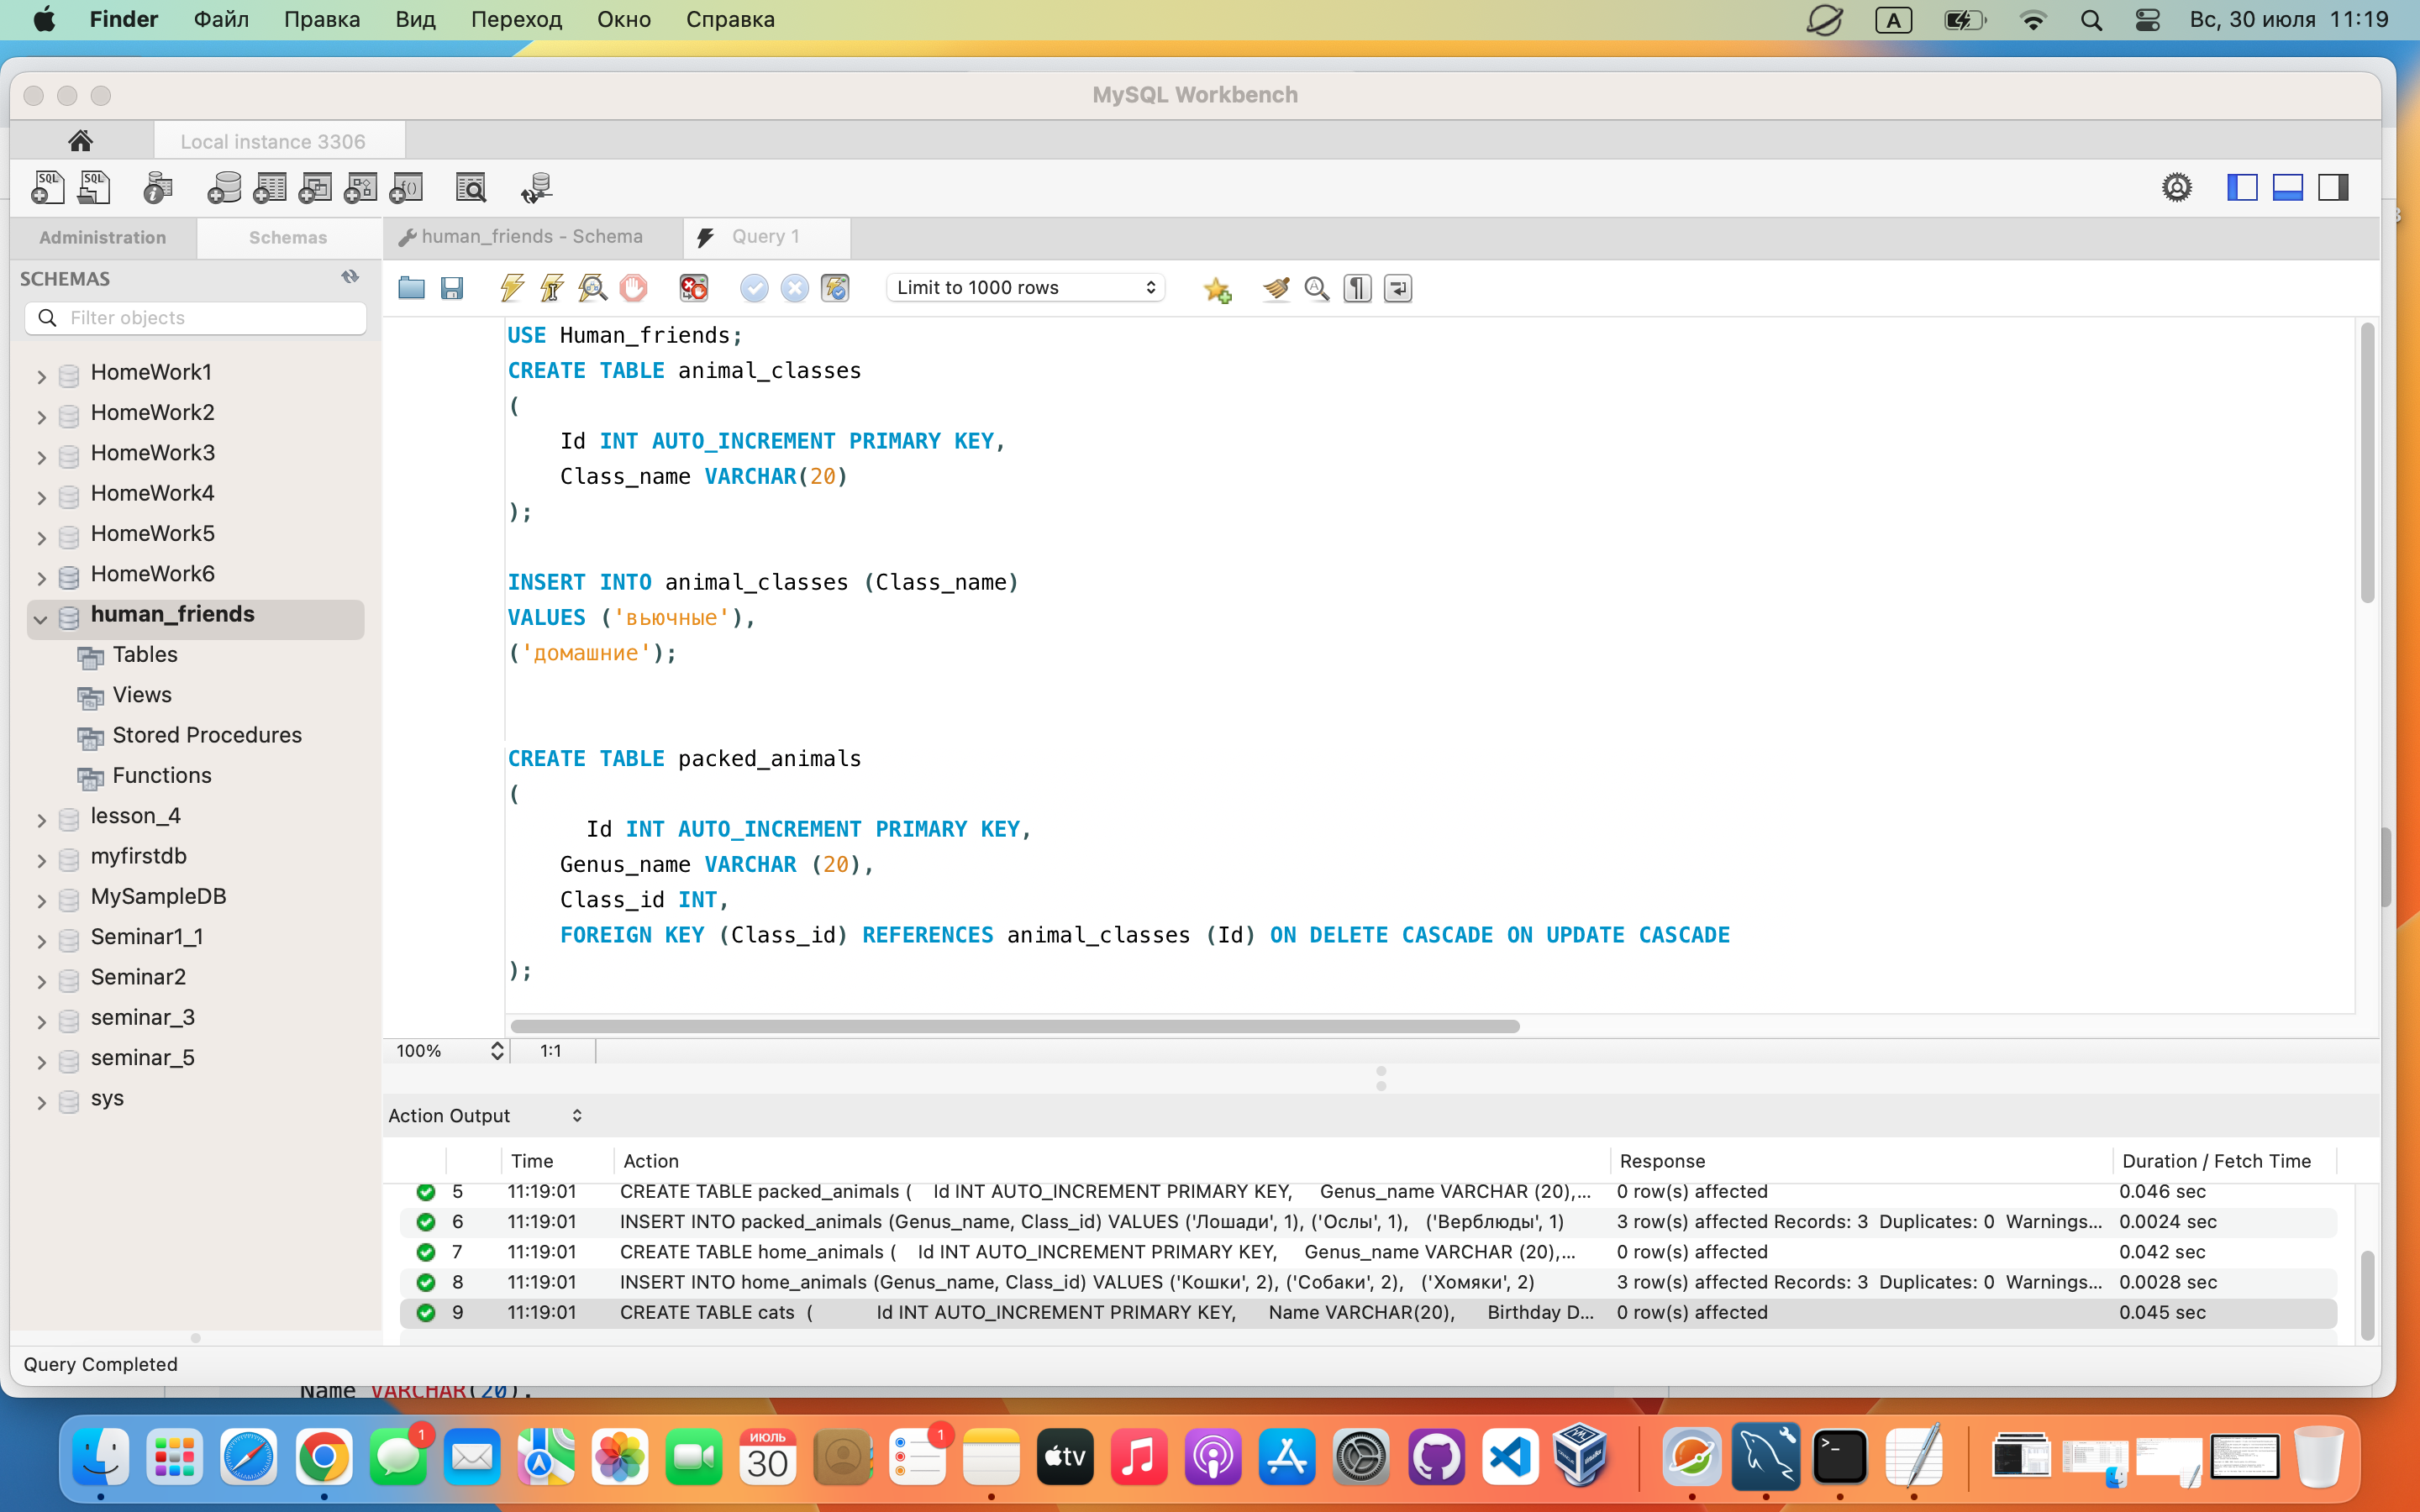 Finder Файл Правка Вид Переход Окно Справка A Вс, 30 июля 11:19
MySQL Workbench
Local instance 3306
SQL SQL
Administration Schemas human_friends - Schema Query 1
SCHEMAS
Filter objects
Limit to 1000 rows
HomeWork1
HomeWork2
HomeWork3
HomeWork4
HomeWork5
HomeWork6
human_friends
Tables
Views
Stored Procedures
Functions
lesson_4
myfirstdb
MySampleDB
Seminar1_1
Seminar2
seminar_3
seminar_5
sys
USE Human_friends;
CREATE TABLE animal_classes
(
Id INT AUTO_INCREMENT PRIMARY KEY,
Class_name VARCHAR(20)
);
INSERT INTO animal_classes (Class_name)
VALUES ('вьючные'),
('домашние');
CREATE TABLE packed_animals
(
Id INT AUTO_INCREMENT PRIMARY KEY,
Genus_name VARCHAR (20),
Class_id INT,
FOREIGN KEY (Class_id) REFERENCES animal_classes (Id) ON DELETE CASCADE ON UPDATE CASCADE
);
100% 1:1
Action Output
Time Action Response Duration / Fetch Time
5 11:19:01 CREATE TABLE packed_animals ( Id INT AUTO_INCREMENT PRIMARY KEY, Genus_name VARCHAR (20),... 0 row(s) affected 0.046 sec
6 11:19:01 INSERT INTO packed_animals (Genus_name, Class_id) VALUES ('Лошади', 1), ('Ослы', 1), ('Верблюды', 1) 3 row(s) affected Records: 3 Duplicates: 0 Warnings... 0.0024 sec
7 11:19:01 CREATE TABLE home_animals ( Id INT AUTO_INCREMENT PRIMARY KEY, Genus_name VARCHAR (20),... 0 row(s) affected 0.042 sec
8 11:19:01 INSERT INTO home_animals (Genus_name, Class_id) VALUES ('Кошки', 2), ('Собаки', 2), ('Хомяки', 2) 3 row(s) affected Records: 3 Duplicates: 0 Warnings... 0.0028 sec
9 11:19:01 CREATE TABLE cats ( Id INT AUTO_INCREMENT PRIMARY KEY, Name VARCHAR(20), Birthday D... 0 row(s) affected 0.045 sec
Query Completed
Name VARCHAR(20),
1 ИЮЛЬ 30 1 tv